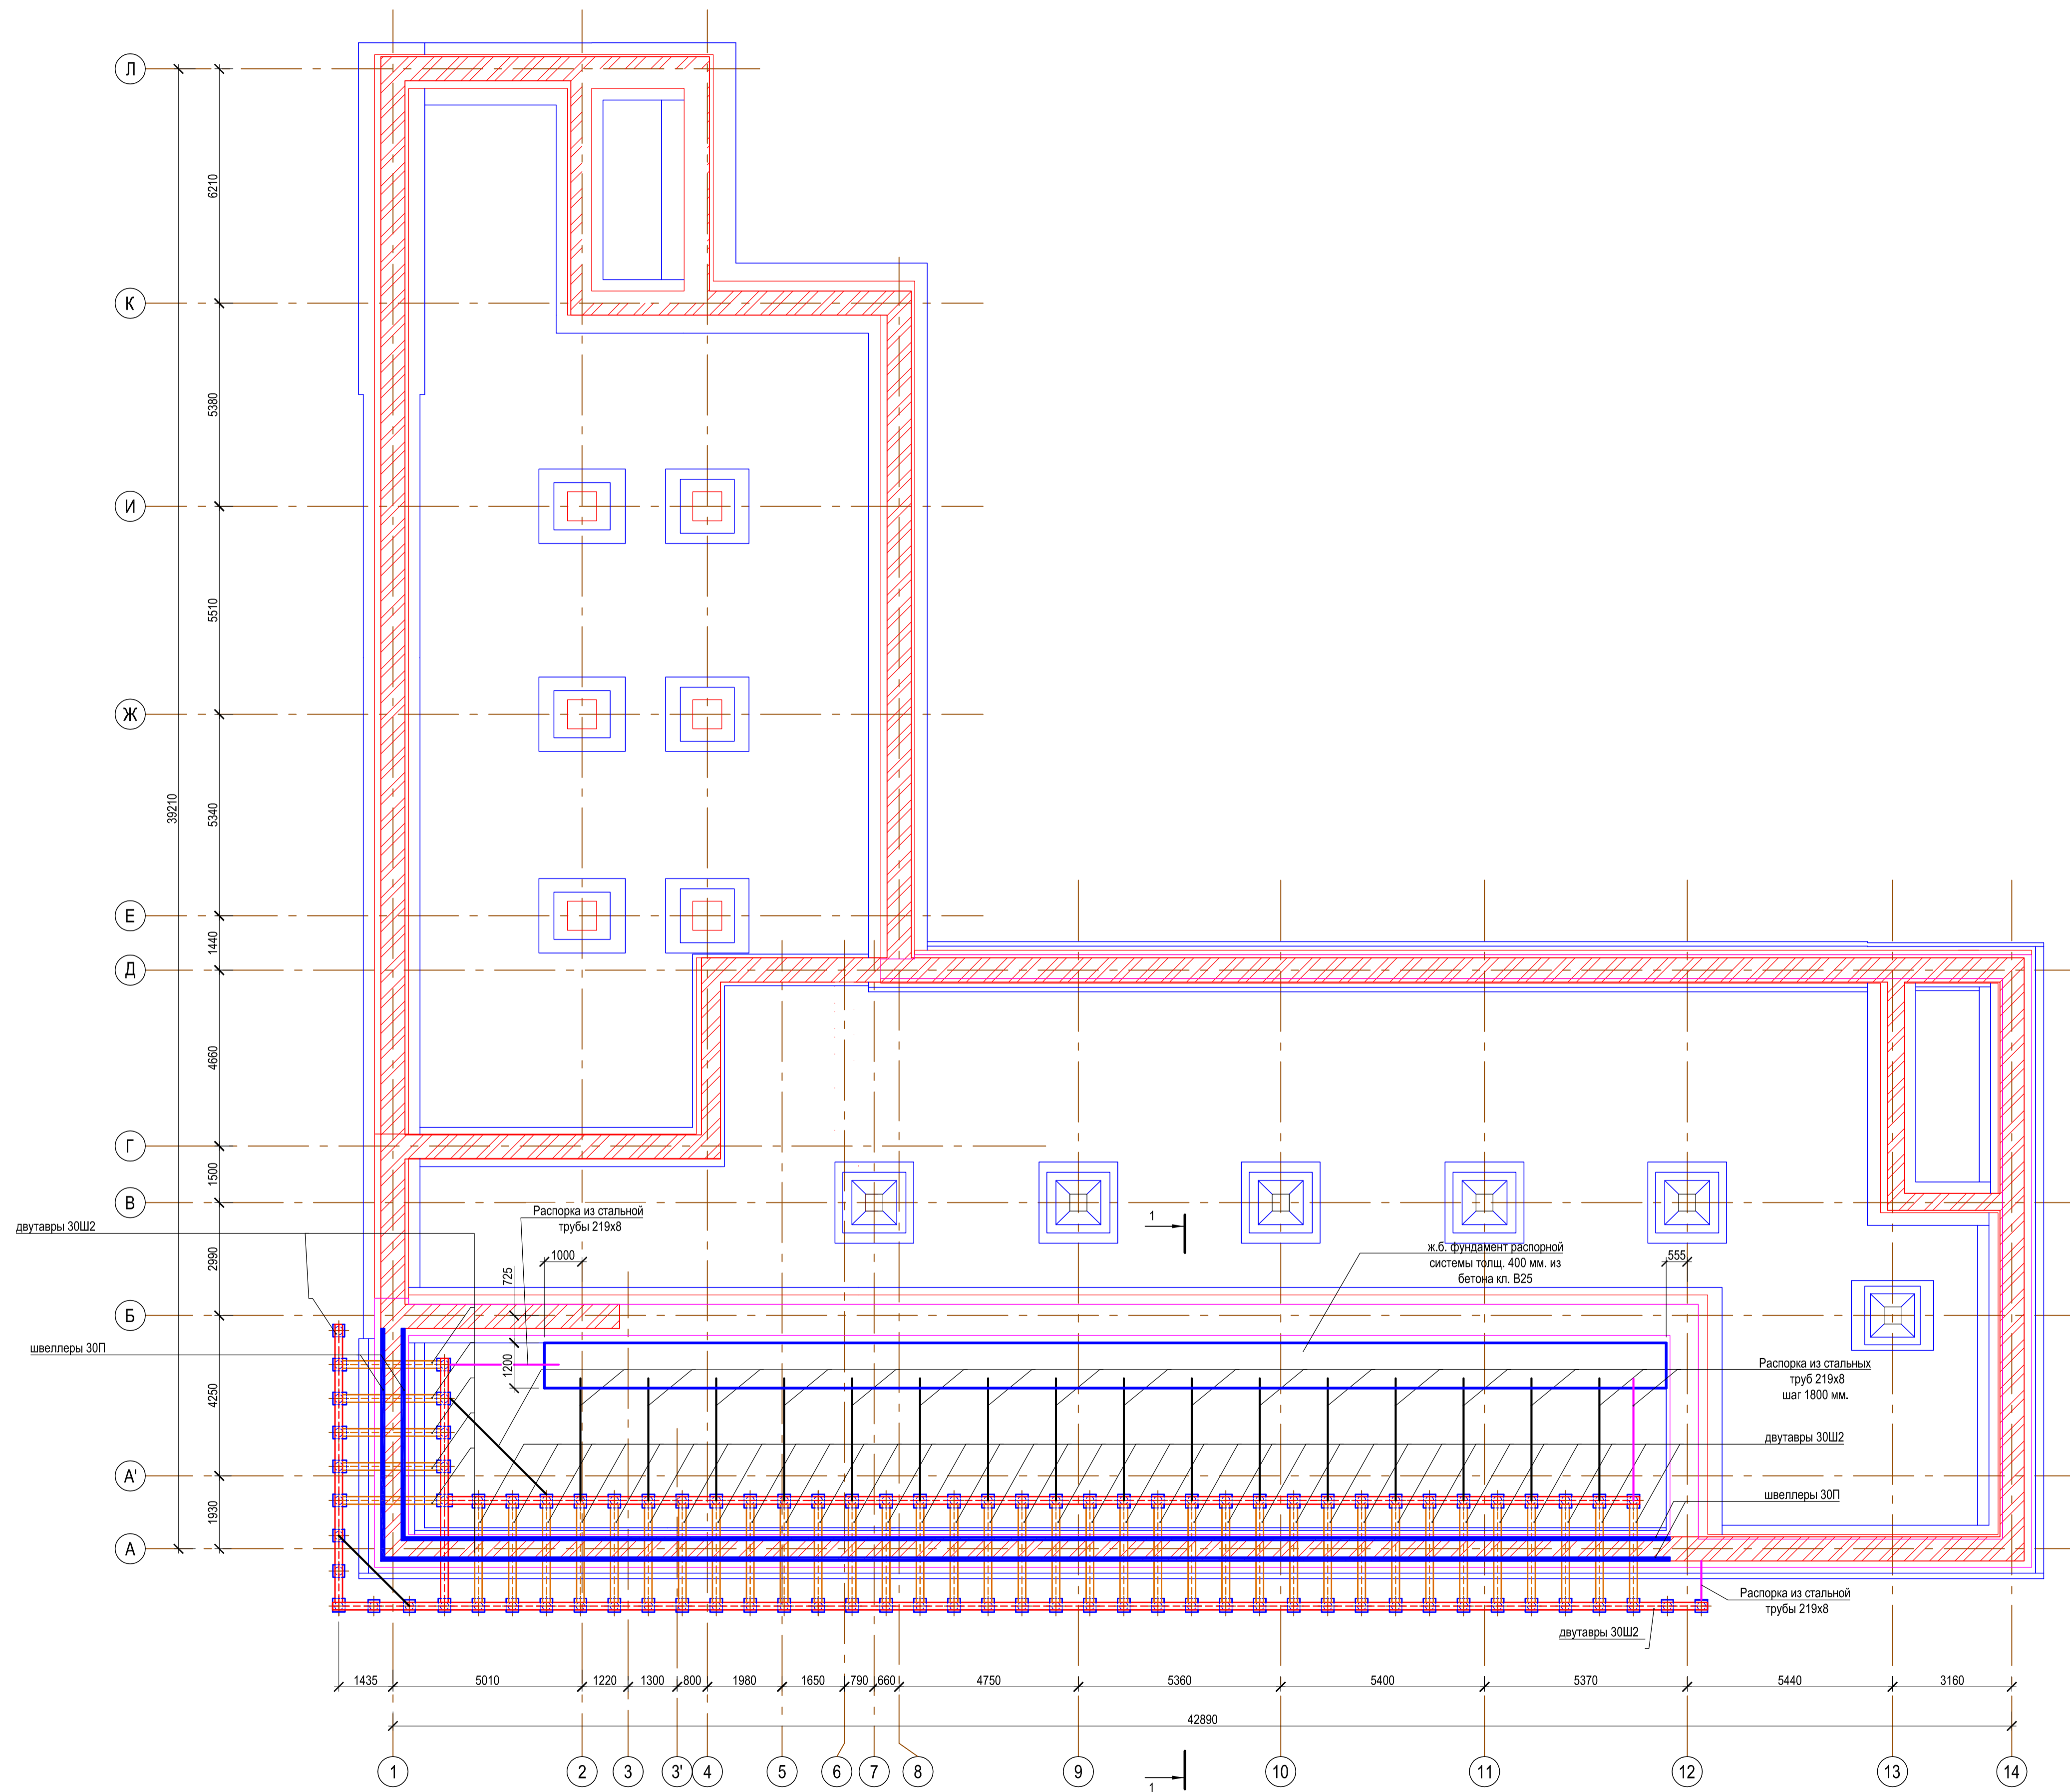 Л
К
И
Ж
Е
Д
Г
В
Б
А'
А
39210
6210
5380
5510
5340
1440
4660
1500
2990
4250
1930
двутавры 30Ш2
швеллеры 30П
Распорка из стальной
трубы 219х8
1000
725
1200
1
ж.б. фундамент распорной
системы толщ. 400 мм. из
бетона кл. В25
555
Распорка из стальных
труб 219х8
шаг 1800 мм.
двутавры 30Ш2
швеллеры 30П
Распорка из стальной
трубы 219х8
двутавры 30Ш2
1435
5010
1220
1300
800
1980
1650
790
660
4750
5360
5400
5370
5440
3160
42890
1
2
3
3'
4
5
6
7
8
9
10
11
12
13
14
1